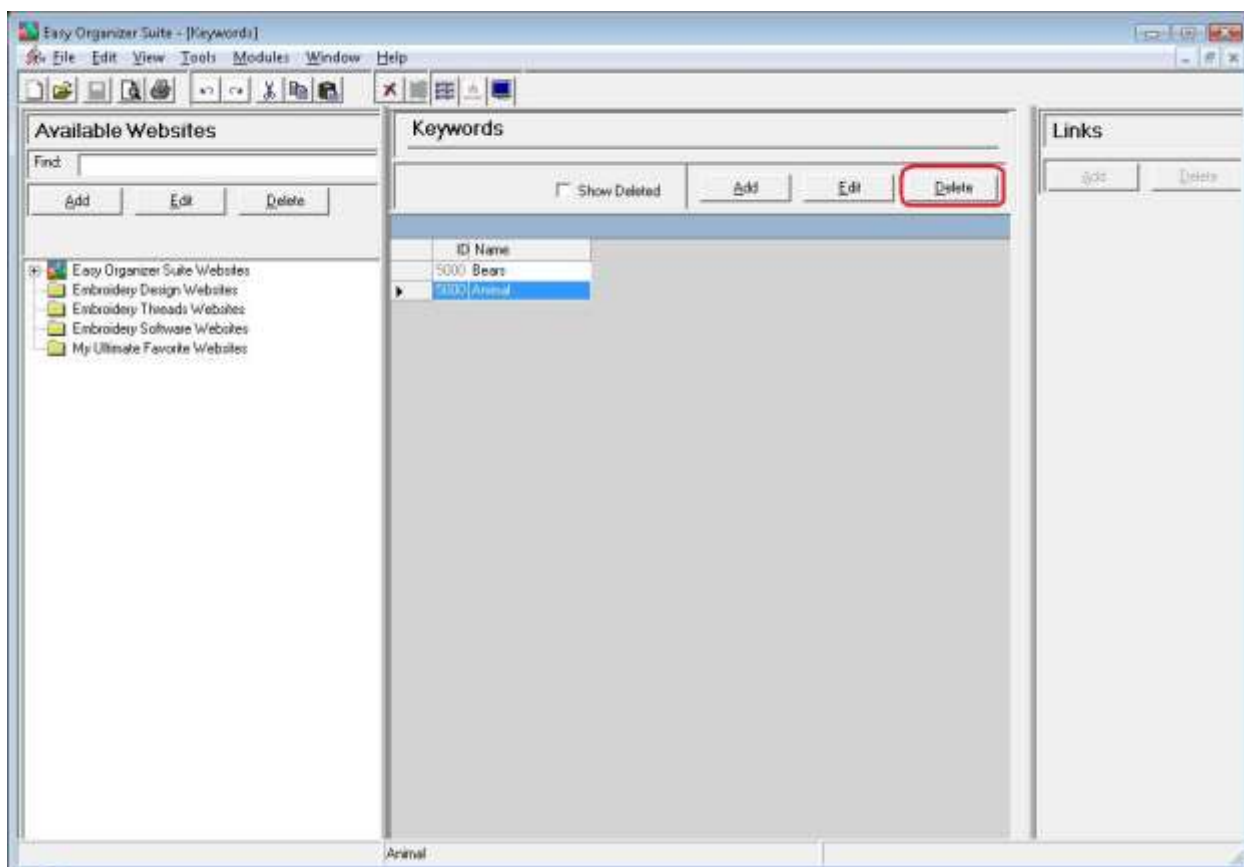 Easy Organizer Suite - [Keywords]
File Edit View Tools Modules Window Help
Available Websites
Find:
Add Edit Delete
Easy Organizer Suite Websites
Embroidery Design Websites
Embroidery Threads Websites
Embroidery Software Websites
My Ultimate Favorite Websites
Keywords
Show Deleted Add Edit Delete
ID Name
5000 Bears
5000 Animal
Links
Add Delete
Animal